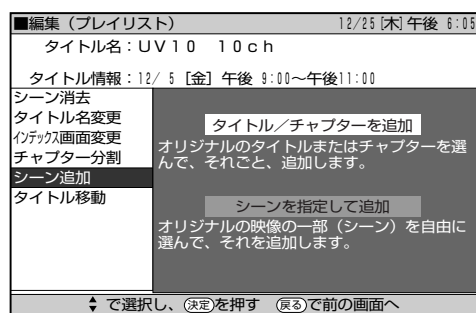 ■編集（プレイリスト） 12/25 [木] 午後 6:05
タイトル名：UV10 10ch
タイトル情報：12/ 5 [金] 午後 9:00〜午後11:00
シーン消去
タイトル名変更
インデックス画面変更
チャプター分割
シーン追加
タイトル移動
タイトル／チャプターを追加
オリジナルのタイトルまたはチャプターを選
んで、それごと、追加します。
シーンを指定して追加
オリジナルの映像の一部（シーン）を自由に
選んで、それを追加します。
で選択し、決定を押す 戻るで前の画面へ